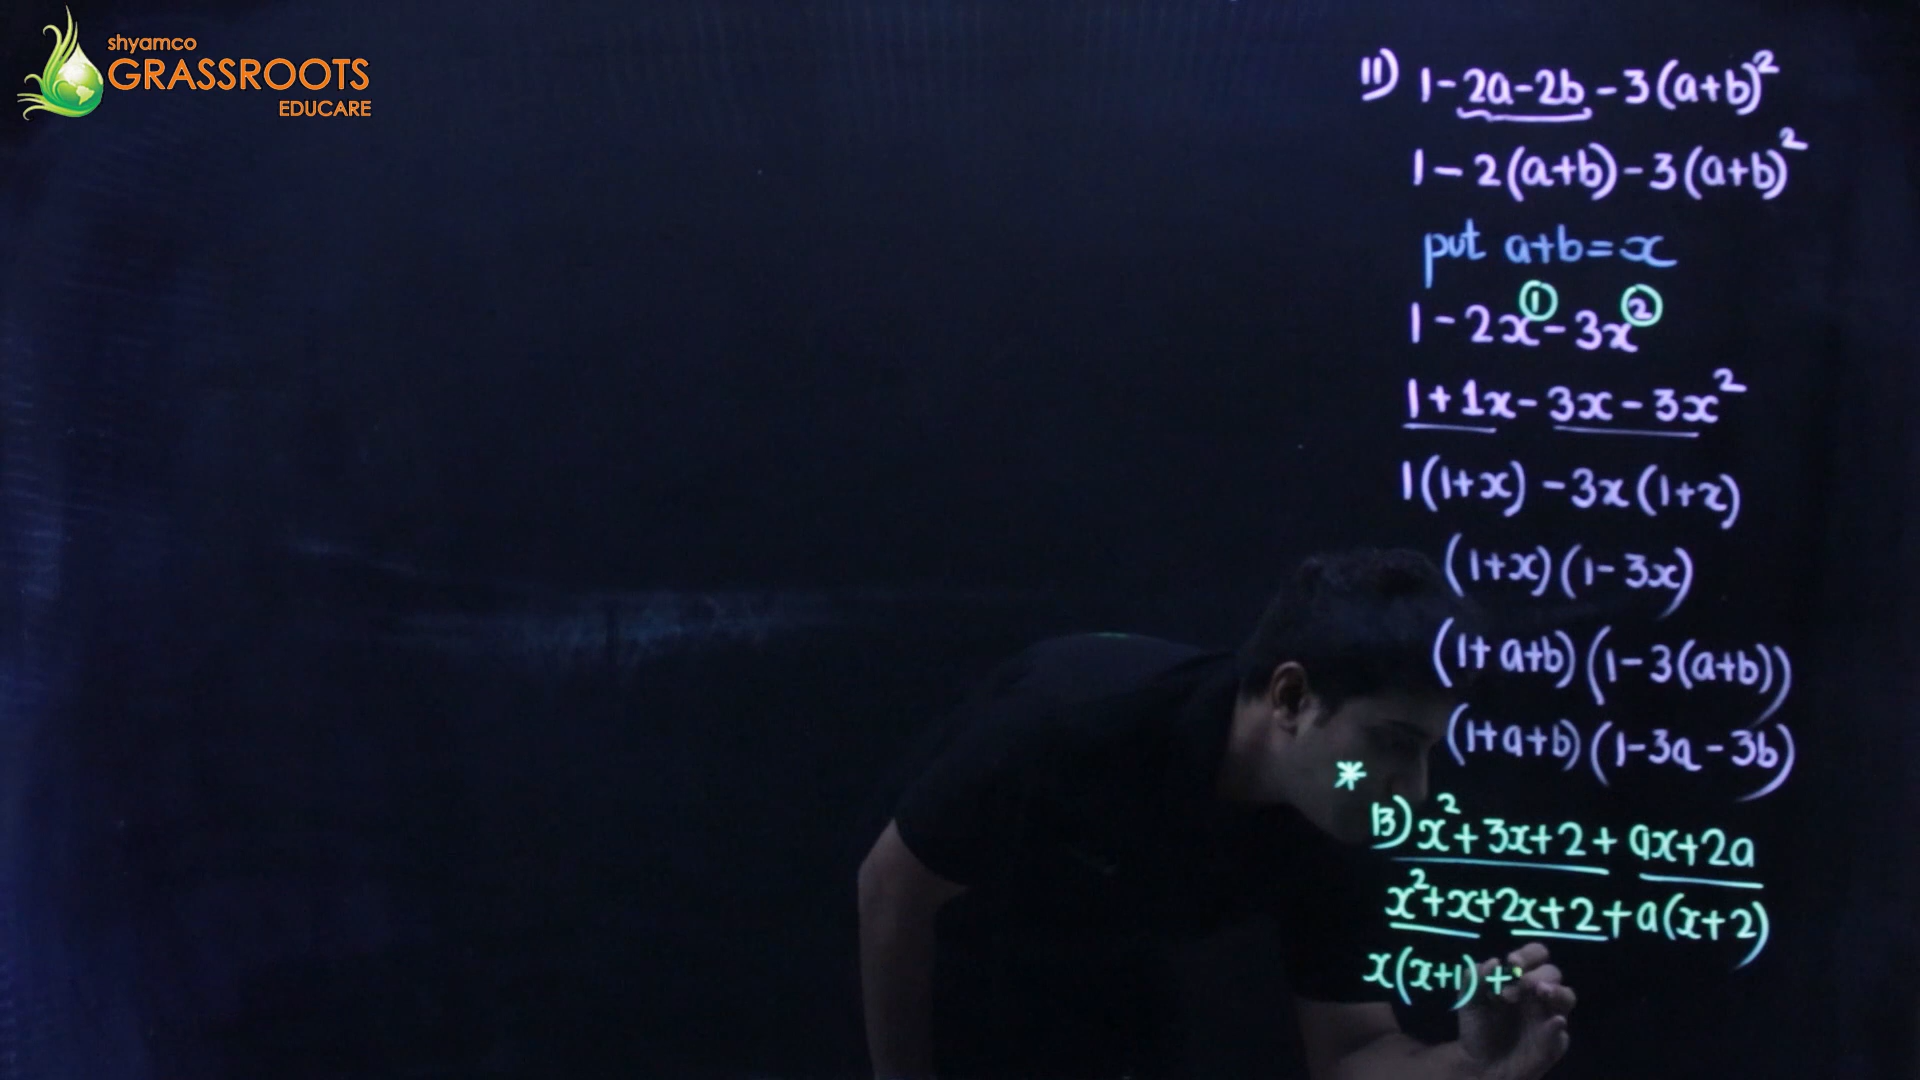 shyamco
GRASSROOTS
EDUCARE
11) 1-2a-2b-3(a+b)²
1-2(a+b)-3(a+b)²
put a+b=x
1-2x①-3x②
1+1x-3x-3x²
1(1+x)-3x(1+x)
(1+x)(1-3x)
(1+a+b)(1-3(a+b))
(1+a+b)(1-3a-3b)
*
13) x²+3x+2+ax+2a
x²+x+2x+2+a(x+2)
x(x+1)+